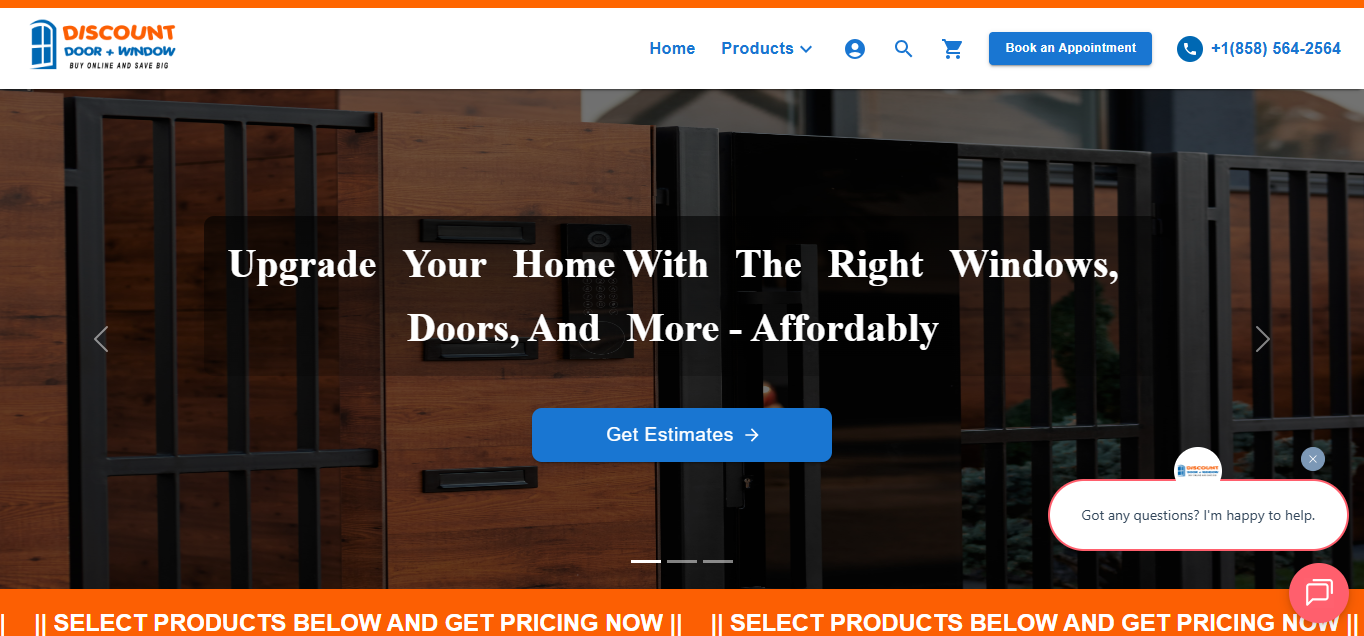 DISCOUNT
DOOR + WINDOW
BUY ONLINE AND SAVE BIG
Home
Products
Book an Appointment
+1(858) 564-2564
Upgrade Your Home With The Right Windows,
Doors, And More - Affordably
Get Estimates
DISCOUNT
Got any questions? I'm happy to help.
|| SELECT PRODUCTS BELOW AND GET PRICING NOW || || SELECT PRODUCTS BELOW AND GET PRICING NOW ||